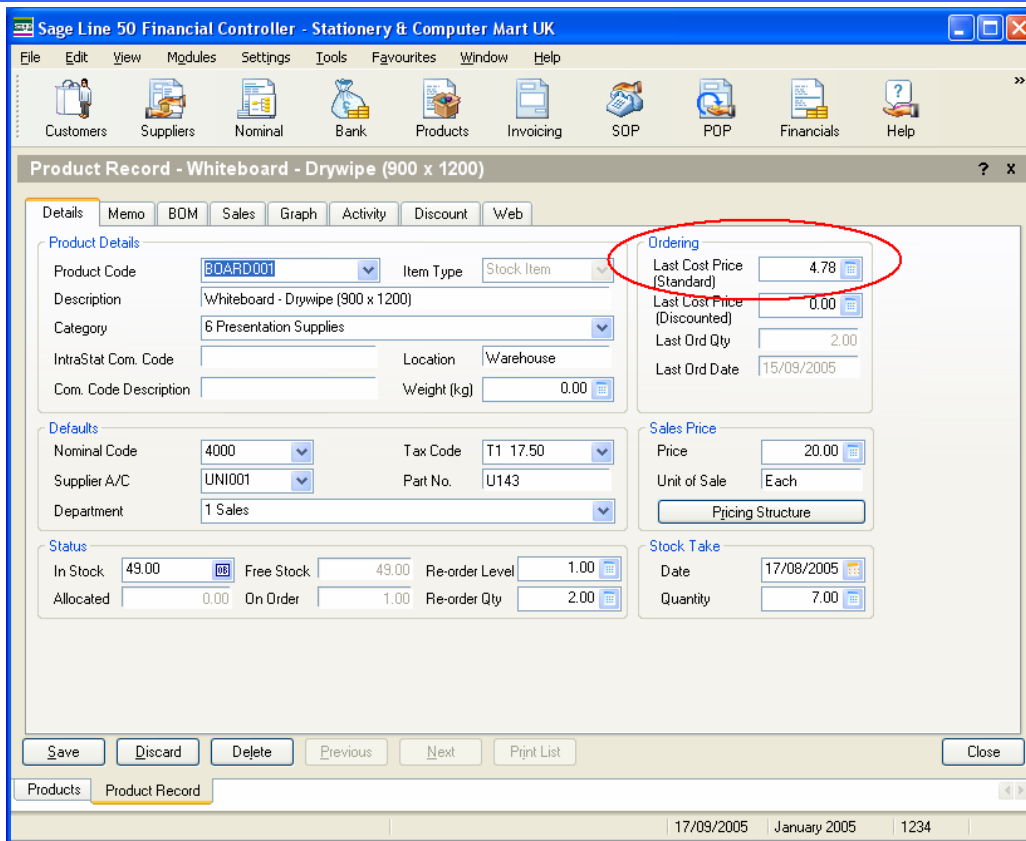 Sage Line 50 Financial Controller - Stationery & Computer Mart UK
File Edit View Modules Settings Tools Favourites Window Help
Customers Suppliers Nominal Bank Products Invoicing SOP POP Financials Help
Product Record - Whiteboard - Drywipe (900 x 1200) ? x
Details Memo BOM Sales Graph Activity Discount Web
Product Details
Product Code BOARD001 Item Type Stock Item
Description Whiteboard - Drywipe (900 x 1200)
Category 6 Presentation Supplies
IntraStat Com. Code Location Warehouse
Com. Code Description Weight (kg) 0.00
Ordering
Last Cost Price (Standard) 4.78
Last Cost Price (Discounted) 0.00
Last Ord Qty 2.00
Last Ord Date 15/09/2005
Defaults
Nominal Code 4000 Tax Code T1 17.50
Supplier A/C UNI001 Part No. U143
Department 1 Sales
Sales Price
Price 20.00
Unit of Sale Each
Pricing Structure
Status
In Stock 49.00 OB Free Stock 49.00 Re-order Level 1.00
Allocated 0.00 On Order 1.00 Re-order Qty 2.00
Stock Take
Date 17/08/2005
Quantity 7.00
Save Discard Delete Previous Next Print List Close
Products Product Record
17/09/2005 January 2005 1234